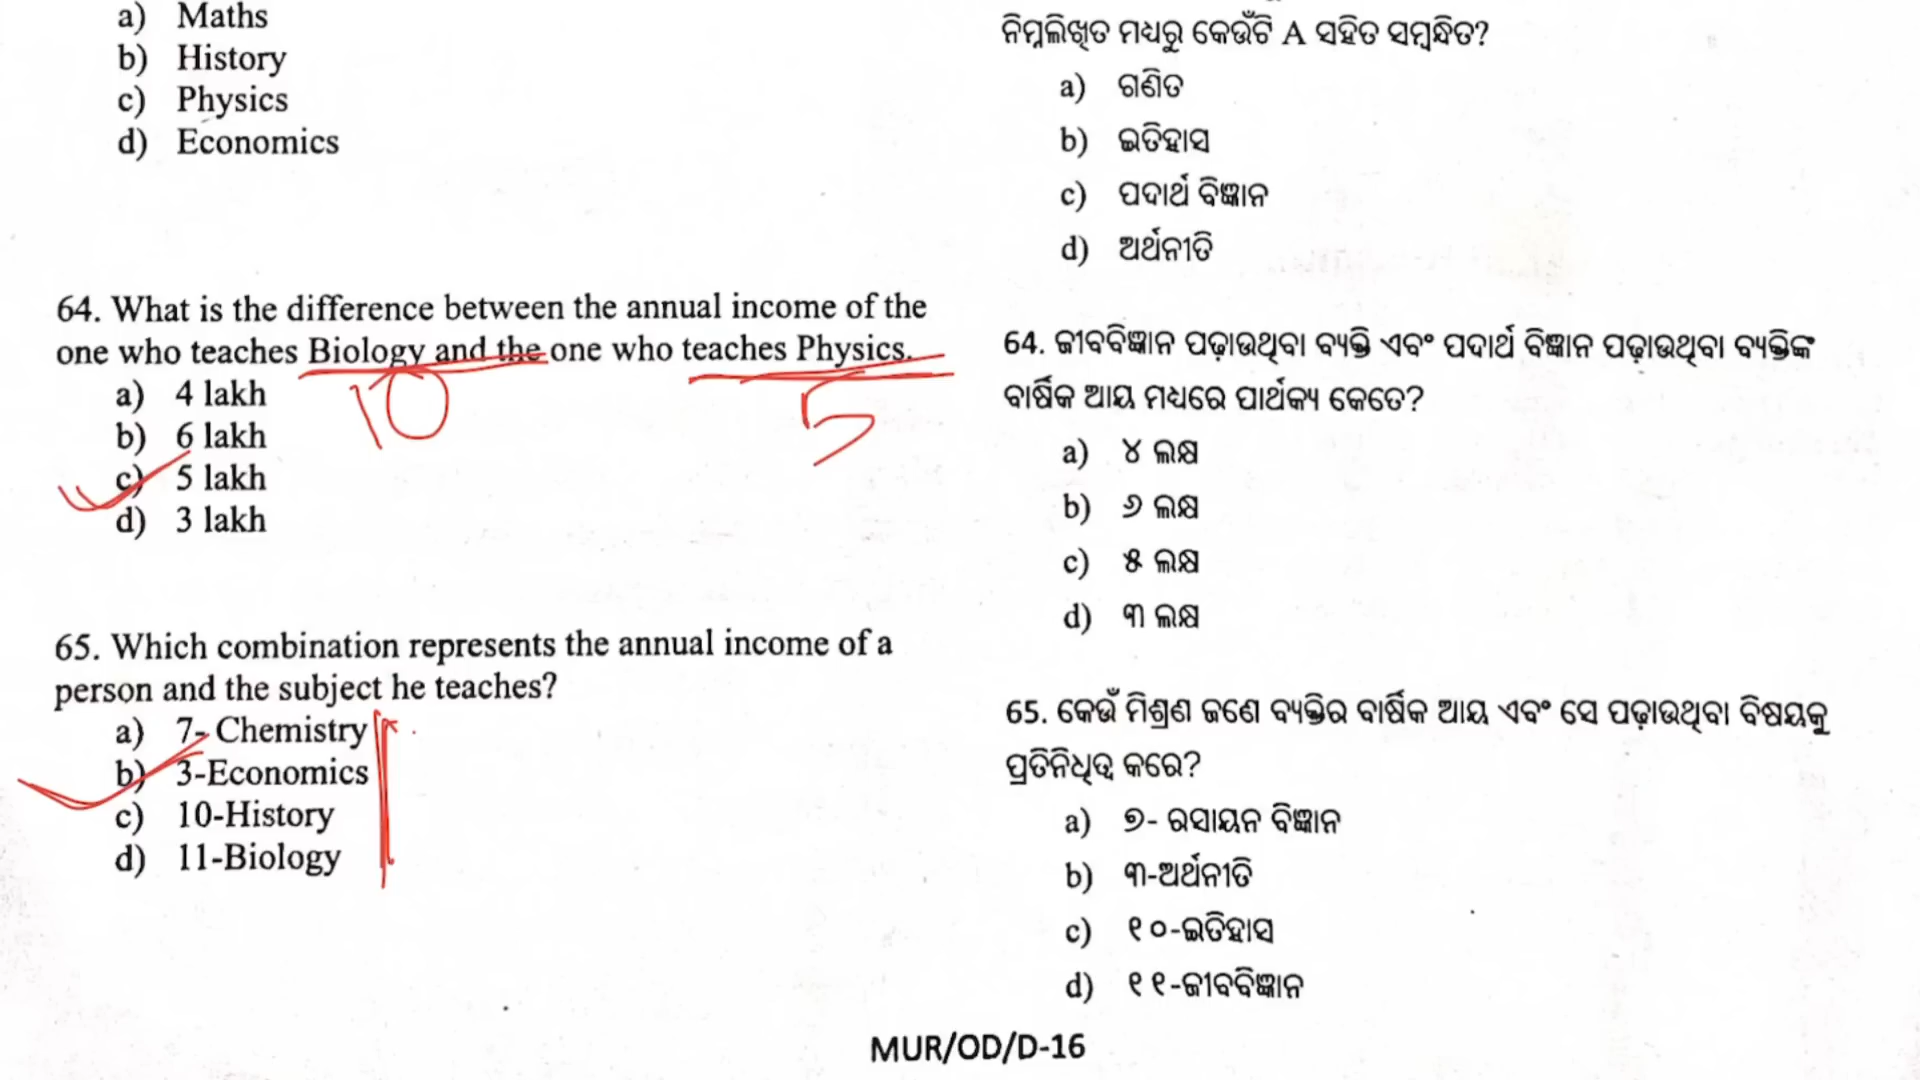 a) Maths
b) History
c) Physics
d) Economics
64. What is the difference between the annual income of the
one who teaches Biology and the one who teaches Physics.
a) 4 lakh
b) 6 lakh
c) 5 lakh
d) 3 lakh
10
5
65. Which combination represents the annual income of a
person and the subject he teaches?
a) 7- Chemistry
b) 3-Economics
c) 10-History
d) 11-Biology
ନିମ୍ନଲିଖିତ ମଧ୍ୟରୁ କେଉଁଟି A ସହିତ ସମ୍ବନ୍ଧିତ?
a) ଗଣିତ
b) ଇତିହାସ
c) ପଦାର୍ଥ ବିଜ୍ଞାନ
d) ଅର୍ଥନୀତି
64. ଜୀବବିଜ୍ଞାନ ପଢ଼ାଉଥିବା ବ୍ୟକ୍ତି ଏବଂ ପଦାର୍ଥ ବିଜ୍ଞାନ ପଢ଼ାଉଥିବା ବ୍ୟକ୍ତିଙ୍କ
ବାର୍ଷିକ ଆୟ ମଧ୍ୟରେ ପାର୍ଥକ୍ୟ କେତେ?
a) ୪ ଲକ୍ଷ
b) ୬ ଲକ୍ଷ
c) ୫ ଲକ୍ଷ
d) ୩ ଲକ୍ଷ
65. କେଉଁ ମିଶ୍ରଣ ଜଣେ ବ୍ୟକ୍ତିର ବାର୍ଷିକ ଆୟ ଏବଂ ସେ ପଢ଼ାଉଥିବା ବିଷୟକୁ
ପ୍ରତିନିଧିତ୍ୱ କରେ?
a) ୭- ରସାୟନ ବିଜ୍ଞାନ
b) ୩-ଅର୍ଥନୀତି
c) ୧୦-ଇତିହାସ
d) ୧୧-ଜୀବବିଜ୍ଞାନ
MUR/OD/D-16